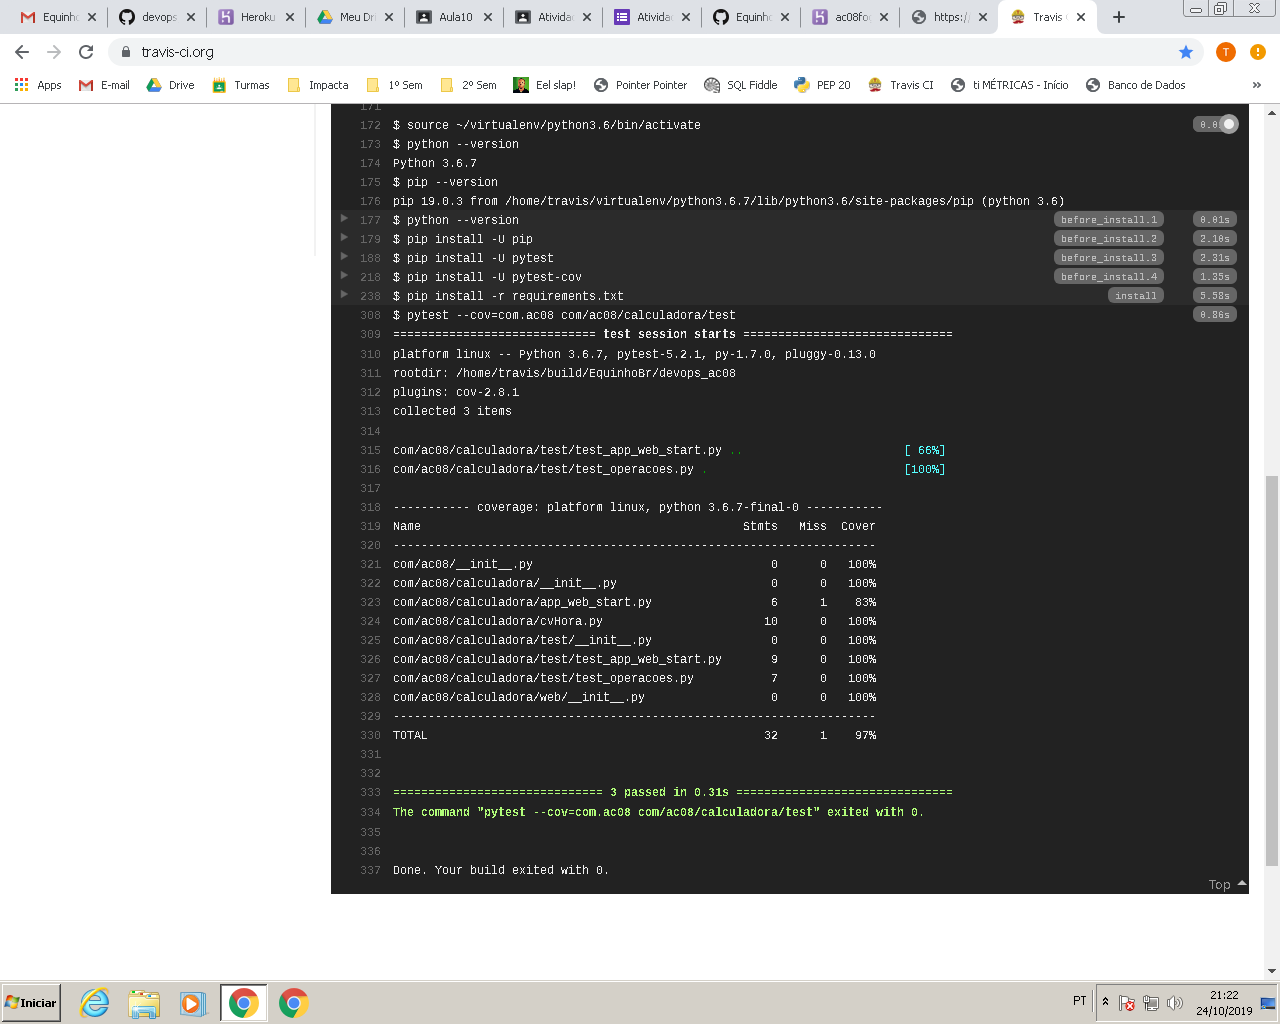 Equinho
devops
Heroku
Meu Dri
Aula10
Atividad
Atividad
Equinho
ac08foc
https:/
Travis
travis-ci.org
T
Apps
E-mail
Drive
Turmas
Impacta
1º Sem
2º Sem
Eel slap!
Pointer Pointer
SQL Fiddle
PEP 20
Travis CI
ti MÉTRICAS - Início
Banco de Dados
»
171
172 $ source ~/virtualenv/python3.6/bin/activate
173 $ python --version
174 Python 3.6.7
175 $ pip --version
176 pip 19.0.3 from /home/travis/virtualenv/python3.6.7/lib/python3.6/site-packages/pip (python 3.6)
177 $ python --version before_install.1 0.01s
179 $ pip install -U pip before_install.2 2.10s
188 $ pip install -U pytest before_install.3 2.31s
218 $ pip install -U pytest-cov before_install.4 1.35s
238 $ pip install -r requirements.txt install 5.58s
308 $ pytest --cov=com.ac08 com/ac08/calculadora/test 0.86s
309 ============================= test session starts ==============================
310 platform linux -- Python 3.6.7, pytest-5.2.1, py-1.7.0, pluggy-0.13.0
311 rootdir: /home/travis/build/EquinhoBr/devops_ac08
312 plugins: cov-2.8.1
313 collected 3 items
314
315 com/ac08/calculadora/test/test_app_web_start.py .. [ 66%]
316 com/ac08/calculadora/test/test_operacoes.py . [100%]
317
318 ----------- coverage: platform linux, python 3.6.7-final-0 -----------
319 Name Stmts Miss Cover
320 ---------------------------------------------------------------------
321 com/ac08/__init__.py 0 0 100%
322 com/ac08/calculadora/__init__.py 0 0 100%
323 com/ac08/calculadora/app_web_start.py 6 1 83%
324 com/ac08/calculadora/cvHora.py 10 0 100%
325 com/ac08/calculadora/test/__init__.py 0 0 100%
326 com/ac08/calculadora/test/test_app_web_start.py 9 0 100%
327 com/ac08/calculadora/test/test_operacoes.py 7 0 100%
328 com/ac08/calculadora/web/__init__.py 0 0 100%
329 ---------------------------------------------------------------------
330 TOTAL 32 1 97%
331
332
333 ============================== 3 passed in 0.31s ===============================
334 The command "pytest --cov=com.ac08 com/ac08/calculadora/test" exited with 0.
335
336
337 Done. Your build exited with 0.
Top
Iniciar
PT
21:22
24/10/2019